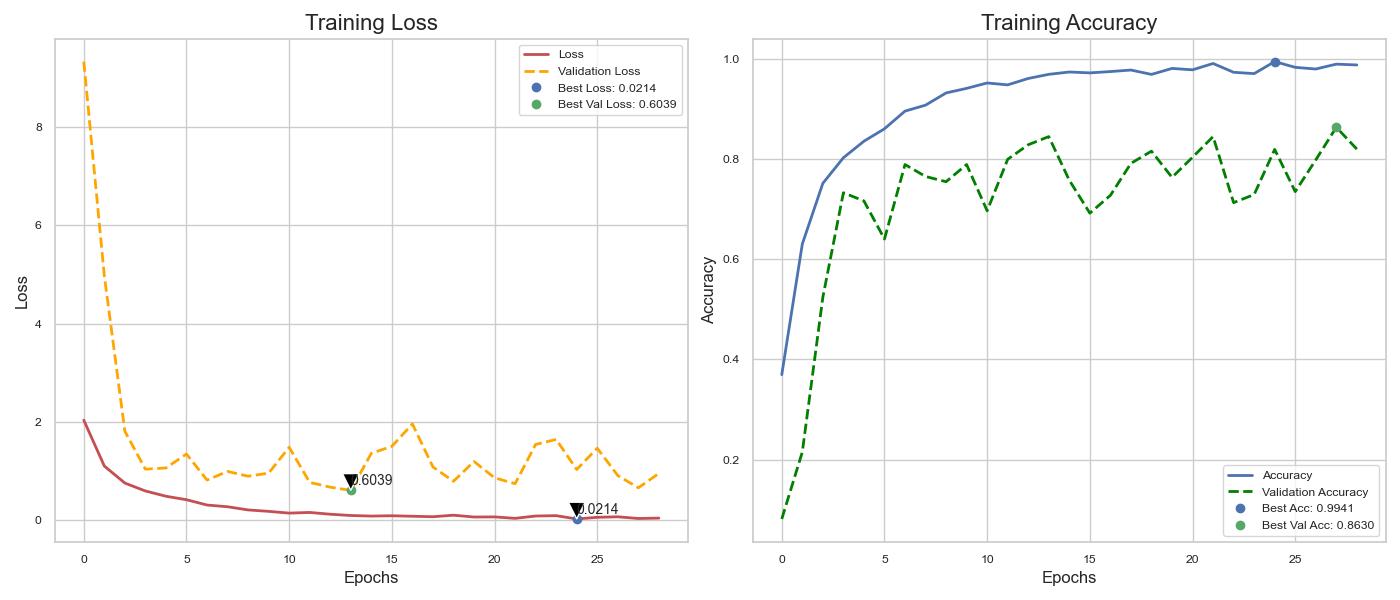 Training Loss
Loss
Validation Loss
Best Loss: 0.0214
Best Val Loss: 0.6039
8
6
4
2
0
Loss
0.6039
0.0214
0 5 10 15 20 25
Epochs
Training Accuracy
1.0
0.8
0.6
0.4
0.2
Accuracy
Accuracy
Validation Accuracy
Best Acc: 0.9941
Best Val Acc: 0.8630
0 5 10 15 20 25
Epochs